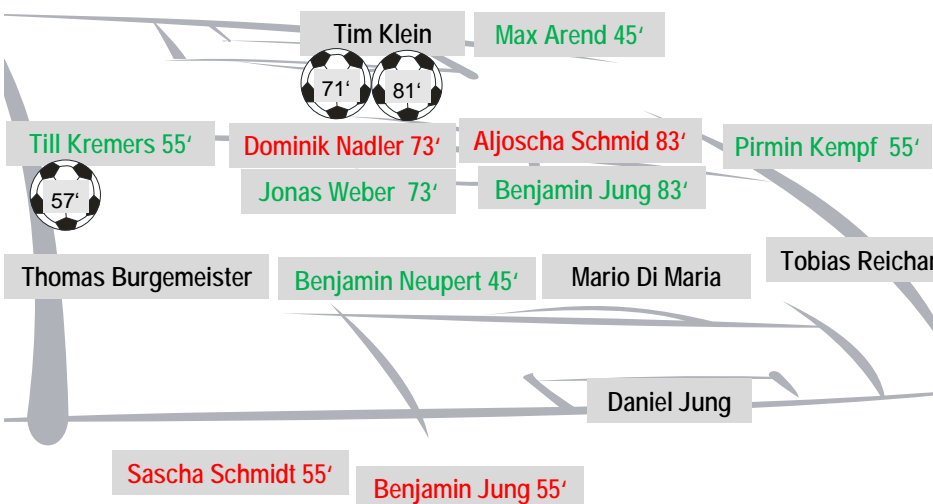 Tim Klein
Max Arend 45‘
71‘
81‘
Till Kremers 55‘
Dominik Nadler 73‘
Aljoscha Schmid 83‘
Pirmin Kempf 55‘
Jonas Weber 73‘
Benjamin Jung 83‘
57‘
Thomas Burgemeister
Benjamin Neupert 45‘
Mario Di Maria
Tobias Reichar
Daniel Jung
Sascha Schmidt 55‘
Benjamin Jung 55‘